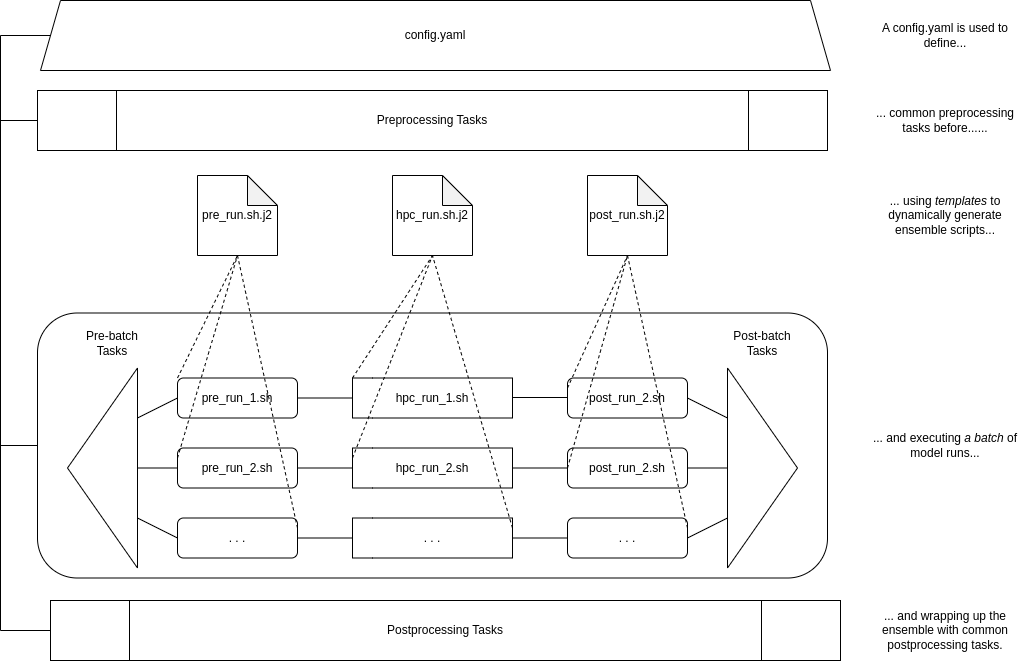 config.yaml
A config.yaml is used to
define...
Preprocessing Tasks
... common preprocessing
tasks before......
pre_run.sh.j2
hpc_run.sh.j2
post_run.sh.j2
... using templates to
dynamically generate
ensemble scripts...
Pre-batch
Tasks
Post-batch
Tasks
pre_run_1.sh
hpc_run_1.sh
post_run_2.sh
pre_run_2.sh
hpc_run_2.sh
post_run_2.sh
... and executing a batch of
model runs...
. . .
. . .
. . .
Postprocessing Tasks
... and wrapping up the
ensemble with common
postprocessing tasks.